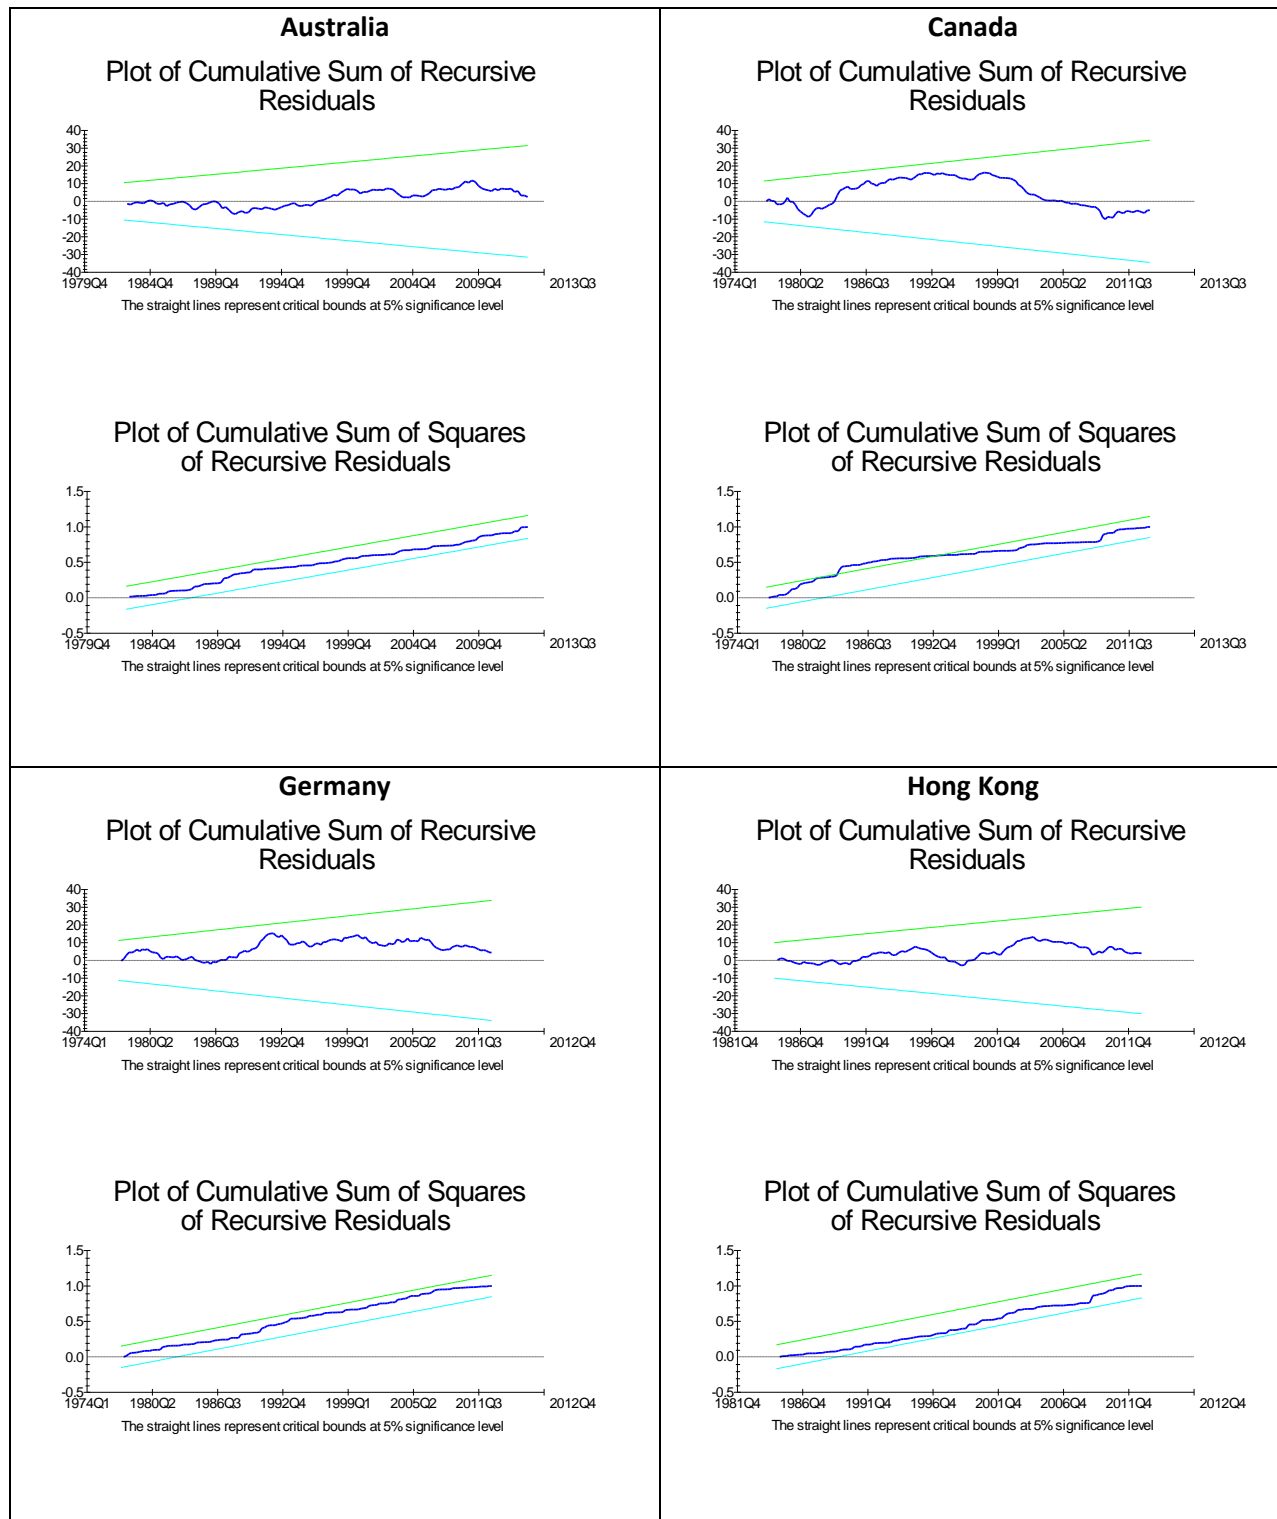 Australia
Plot of Cumulative Sum of Recursive
Residuals
40
30
20
10
0
-10
-20
-30
-40
1979Q4 1984Q4 1989Q4 1994Q4 1999Q4 2004Q4 2009Q4 2013Q3
The straight lines represent critical bounds at 5% significance level
Plot of Cumulative Sum of Squares
of Recursive Residuals
1.5
1.0
0.5
0.0
-0.5
1979Q4 1984Q4 1989Q4 1994Q4 1999Q4 2004Q4 2009Q4 2013Q3
The straight lines represent critical bounds at 5% significance level
Canada
Plot of Cumulative Sum of Recursive
Residuals
40
30
20
10
0
-10
-20
-30
-40
1974Q1 1980Q2 1986Q3 1992Q4 1999Q1 2005Q2 2011Q3 2013Q3
The straight lines represent critical bounds at 5% significance level
Plot of Cumulative Sum of Squares
of Recursive Residuals
1.5
1.0
0.5
0.0
-0.5
1974Q1 1980Q2 1986Q3 1992Q4 1999Q1 2005Q2 2011Q3 2013Q3
The straight lines represent critical bounds at 5% significance level
Germany
Plot of Cumulative Sum of Recursive
Residuals
40
30
20
10
0
-10
-20
-30
-40
1974Q1 1980Q2 1986Q3 1992Q4 1999Q1 2005Q2 2011Q3 2012Q4
The straight lines represent critical bounds at 5% significance level
Plot of Cumulative Sum of Squares
of Recursive Residuals
1.5
1.0
0.5
0.0
-0.5
1974Q1 1980Q2 1986Q3 1992Q4 1999Q1 2005Q2 2011Q3 2012Q4
The straight lines represent critical bounds at 5% significance level
Hong Kong
Plot of Cumulative Sum of Recursive
Residuals
40
30
20
10
0
-10
-20
-30
-40
1981Q4 1986Q4 1991Q4 1996Q4 2001Q4 2006Q4 2011Q4 2012Q4
The straight lines represent critical bounds at 5% significance level
Plot of Cumulative Sum of Squares
of Recursive Residuals
1.5
1.0
0.5
0.0
-0.5
1981Q4 1986Q4 1991Q4 1996Q4 2001Q4 2006Q4 2011Q4 2012Q4
The straight lines represent critical bounds at 5% significance level